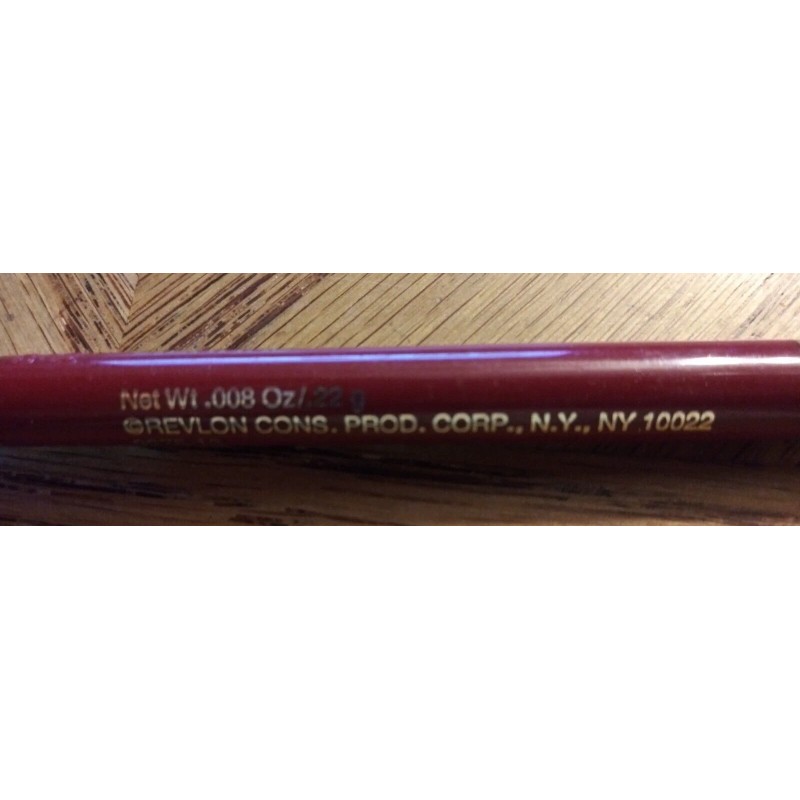 Net Wt .008 Oz/.22 g
©REVLON CONS. PROD. CORP., N.Y., NY 10022